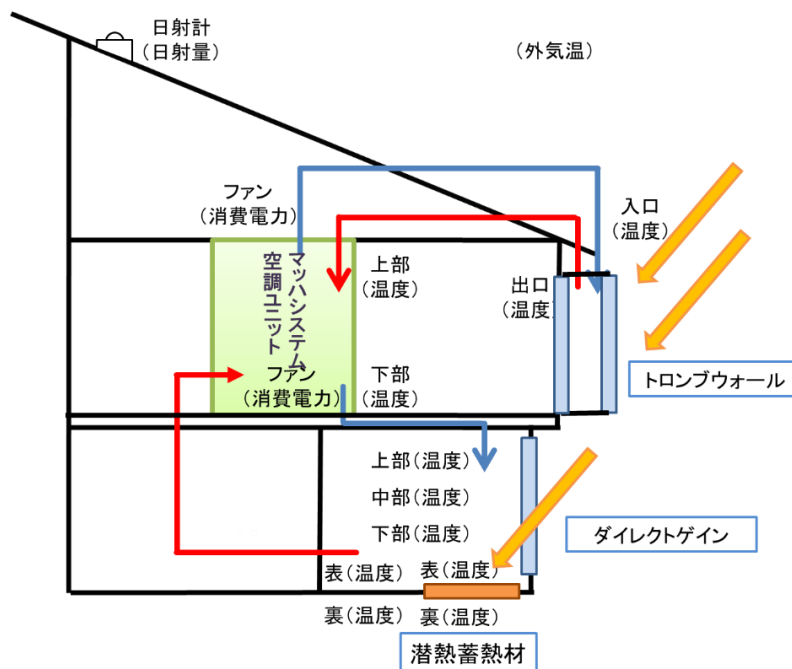 日射計
（日射量）
（外気温）
ファン
（消費電力）
入口
（温度）
上部
（温度）
出口
（温度）
マッハシステム
空調ユニット
ファン
（消費電力）
下部
（温度）
トロンブウォール
上部（温度）
中部（温度）
下部（温度）
ダイレクトゲイン
表（温度）
表（温度）
裏（温度）
裏（温度）
潜熱蓄熱材